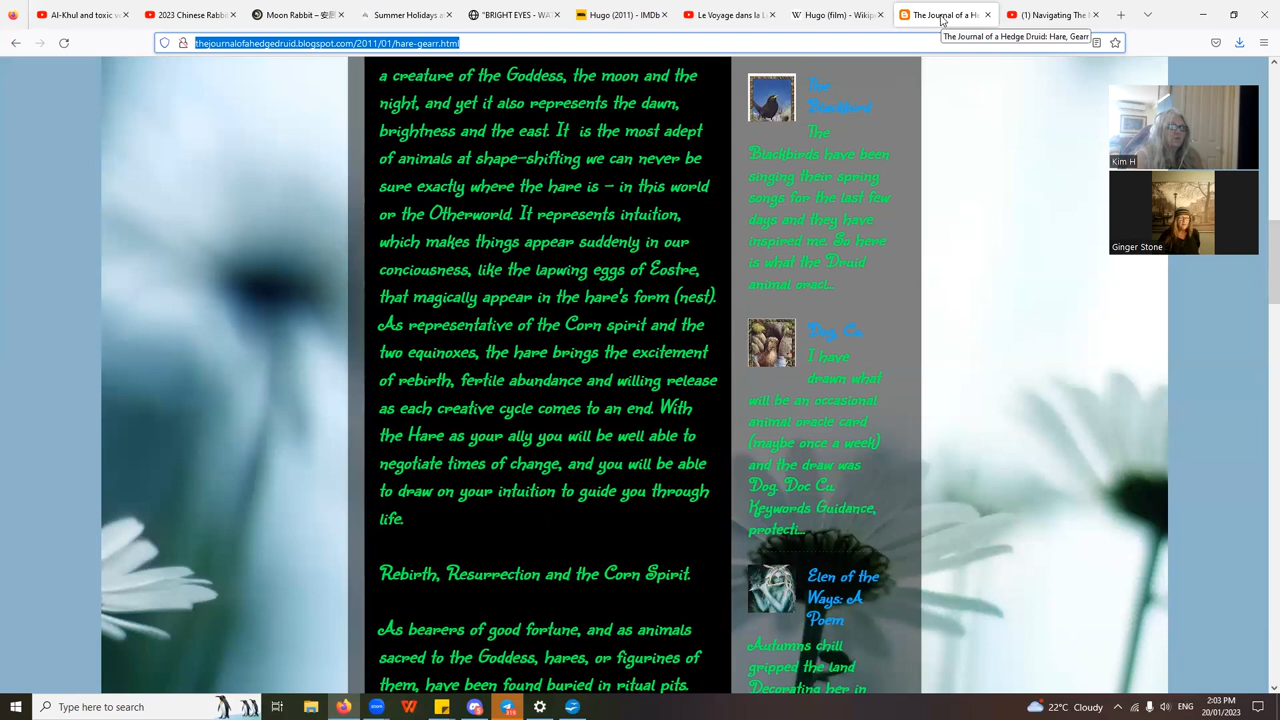 Al-Khul and toxic v
2023 Chinese Rabbit
Moon Rabbit –
Summer Holidays a
"BRIGHT EYES - WA
Hugo (2011) - IMDb
Le Voyage dans la L
Hugo (film) - Wikip
The Journal of a He
(1) Navigating The
thejournalofahedgedruid.blogspot.com/2011/01/hare-gearr.html
The Journal of a Hedge Druid: Hare, Gearr
a creature of the Goddess, the moon and the
night, and yet it also represents the dawn,
brightness and the east. It is the most adept
of animals at shape-shifting we can never be
sure exactly where the hare is – in this world
or the Otherworld. It represents intuition,
which makes things appear suddenly in our
conciousness, like the lapwing eggs of Eostre,
that magically appear in the hare's form (nest).
As representative of the Corn spirit and the
two equinoxes, the hare brings the excitement
of rebirth, fertile abundance and willing release
as each creative cycle comes to an end. With
the Hare as your ally you will be well able to
negotiate times of change, and you will be able
to draw on your intuition to guide you through
life.
Rebirth, Resurrection and the Corn Spirit.
As bearers of good fortune, and as animals
sacred to the Goddess, hares, or figurines of
them, have been found buried in ritual pits.
The
Blackbird
The
Blackbirds have been
singing their spring
songs for the last few
days and they have
inspired me. So here
is what the Druid
animal oracl...
Dog, Cu.
I have
drawn what
will be an occasional
animal oracle card
(maybe once a week)
and the draw was
Dog. Doc Cu.
Keywords Guidance,
protecti...
Elen of the
Ways: A
Poem
Autumns chill
gripped the land
Decorating her in
Kim H
Ginger Stone
Type here to search
315
22°C Cloudy
ENG
2:03 PM
20/01/2023